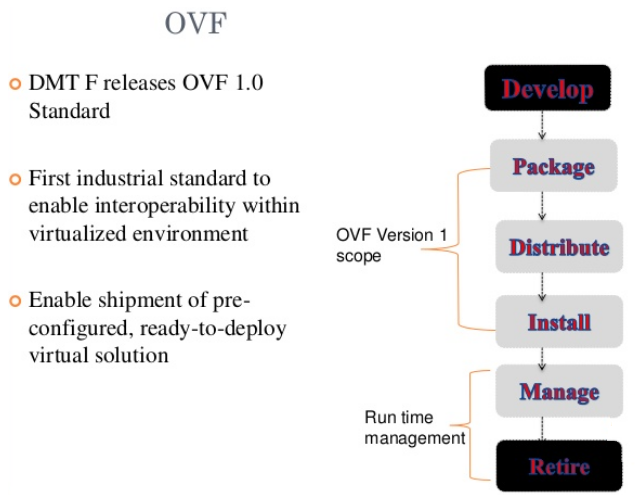 OVF
DMT F releases OVF 1.0
Standard
First industrial standard to
enable interoperability within
virtualized environment
Enable shipment of pre-
configured, ready-to-deploy
virtual solution
Develop
Package
Distribute
Install
Manage
Retire
OVF Version 1
scope
Run time
management